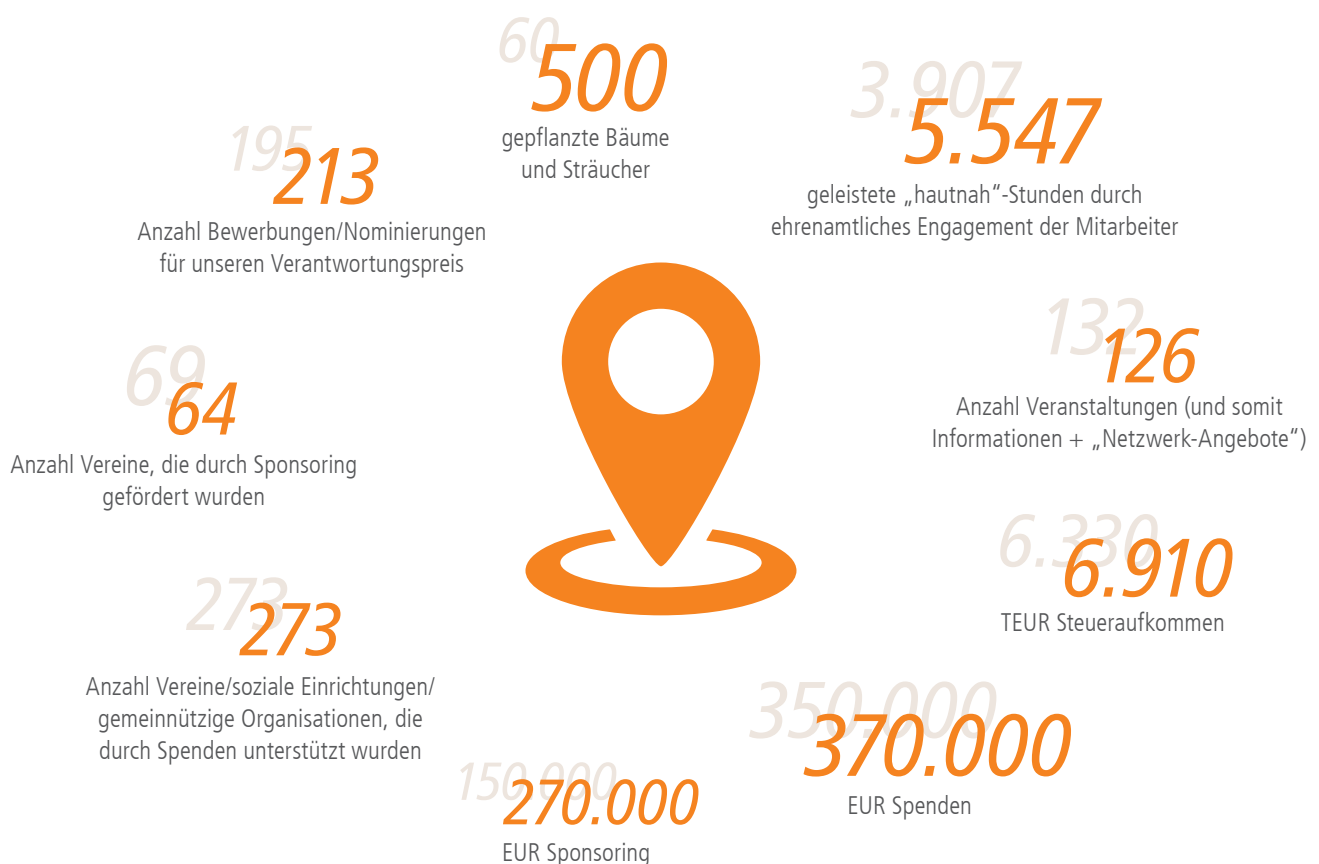 60
500
gepflanzte Bäume
und Sträucher
3.907
5.547
geleistete „hautnah“-Stunden durch
ehrenamtliches Engagement der Mitarbeiter
195
213
Anzahl Bewerbungen/Nominierungen
für unseren Verantwortungspreis
132
126
Anzahl Veranstaltungen (und somit
Informationen + „Netzwerk-Angebote“)
69
64
Anzahl Vereine, die durch Sponsoring
gefördert wurden
6.330
6.910
TEUR Steueraufkommen
273
273
Anzahl Vereine/soziale Einrichtungen/
gemeinnützige Organisationen, die
durch Spenden unterstützt wurden
350.000
370.000
EUR Spenden
150.000
270.000
EUR Sponsoring